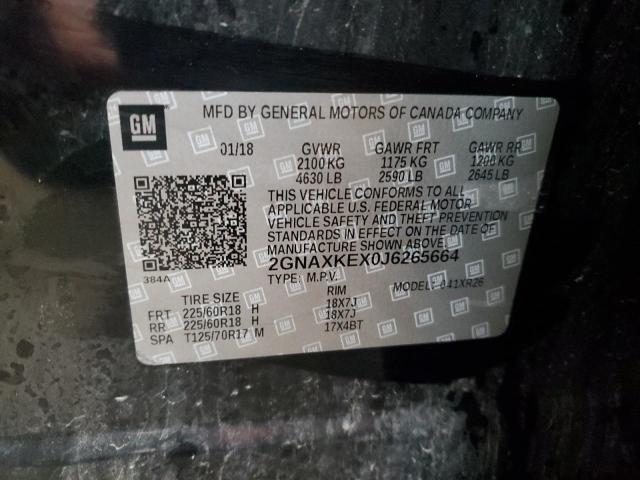 GM
MFD BY GENERAL MOTORS OF CANADA COMPANY
01/18 GVWR GAWR FRT GAWR RR
2100 KG 1175 KG 1200 KG
4630 LB 2590 LB 2645 LB
THIS VEHICLE CONFORMS TO ALL
APPLICABLE U.S. FEDERAL MOTOR
VEHICLE SAFETY AND THEFT PREVENTION
STANDARDS IN EFFECT ON THE DATE OF
MANUFACTURE SHOWN ABOVE.
2GNAXKEX0J6265664
384A TYPE: M.P.V. MODEL: 041XR26
TIRE SIZE RIM
FRT 225/60R18 H 18X7J
RR 225/60R18 H 18X7J
SPA T125/70R17 M 17X4BT